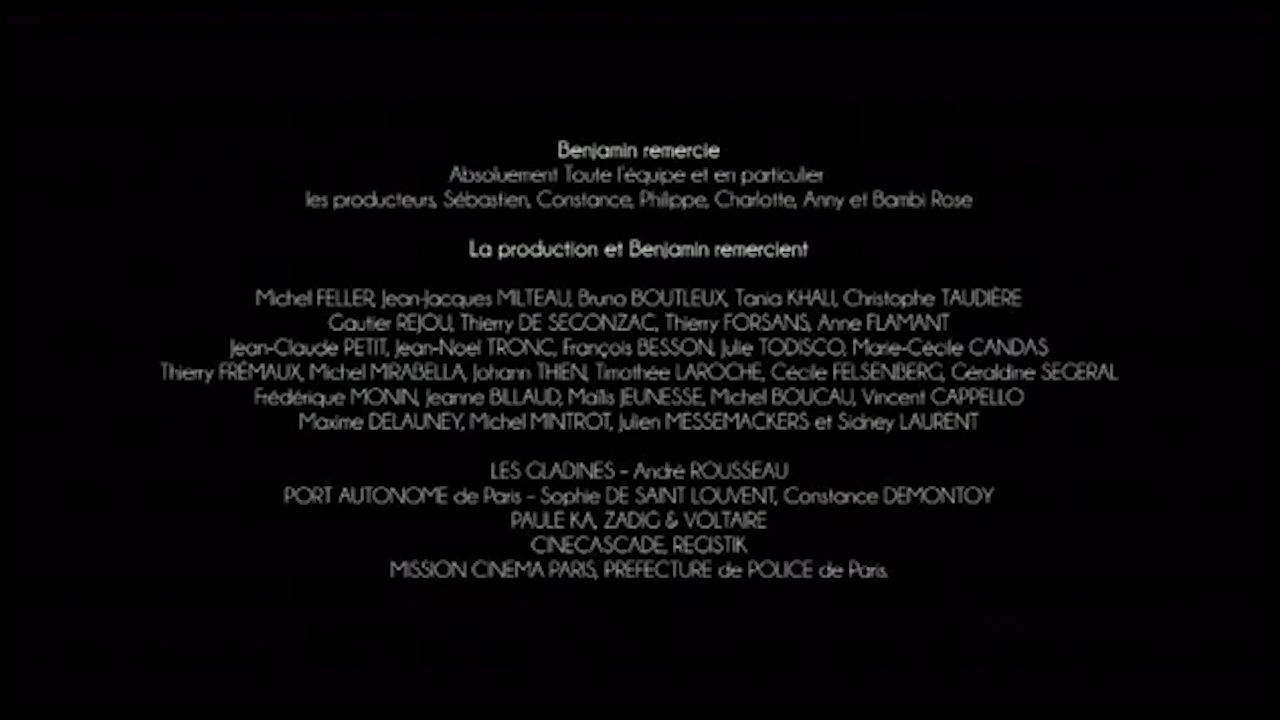 Benjamin remercie
Absoluement Toute l'équipe et en particulier
les producteurs, Sébastien, Constance, Philippe, Charlotte, Anny et Bambi Rose
La production et Benjamin remercient
Michel FELLER, Jean-Jacques MILTEAU, Bruno BOUTLEUX, Tania KHALI, Christophe TAUDIÈRE
Gautier REJOU, Thierry DE SEGONZAC, Thierry FORSANS, Anne FLAMANT
Jean-Claude PETIT, Jean-Noel TRONC, François BESSON, Julie TODISCO, Marie-Cécile CANDAS
Thierry FRÉMAUX, Michel MIRABELLA, Johann THIEN, Timothée LAROCHE, Cécile FELSENBERG, Géraldine SEGERAL
Frédérique MONIN, Jeanne BILLAUD, Maïlis JEUNESSE, Michel BOUCAU, Vincent CAPPELLO
Maxime DELAUNEY, Michel MINTROT, Julien MESSEMACKERS et Sidney LAURENT
LES GLADINES - André ROUSSEAU
PORT AUTONOME de Paris - Sophie DE SAINT LOUVENT, Constance DEMONTOY
PAULE KA, ZADIG & VOLTAIRE
CINECASCADE, REGISTIK
MISSION CINEMA PARIS, PREFECTURE de POLICE de Paris.